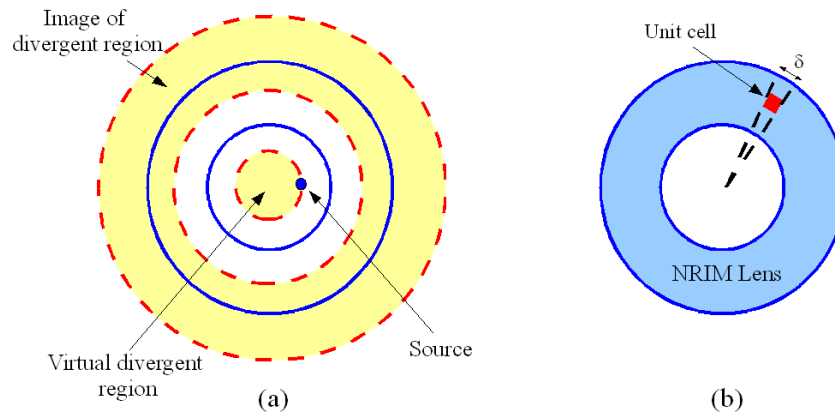 Image of
divergent region
Virtual divergent
region
Source
(a)
Unit cell
δ
NRIM Lens
(b)